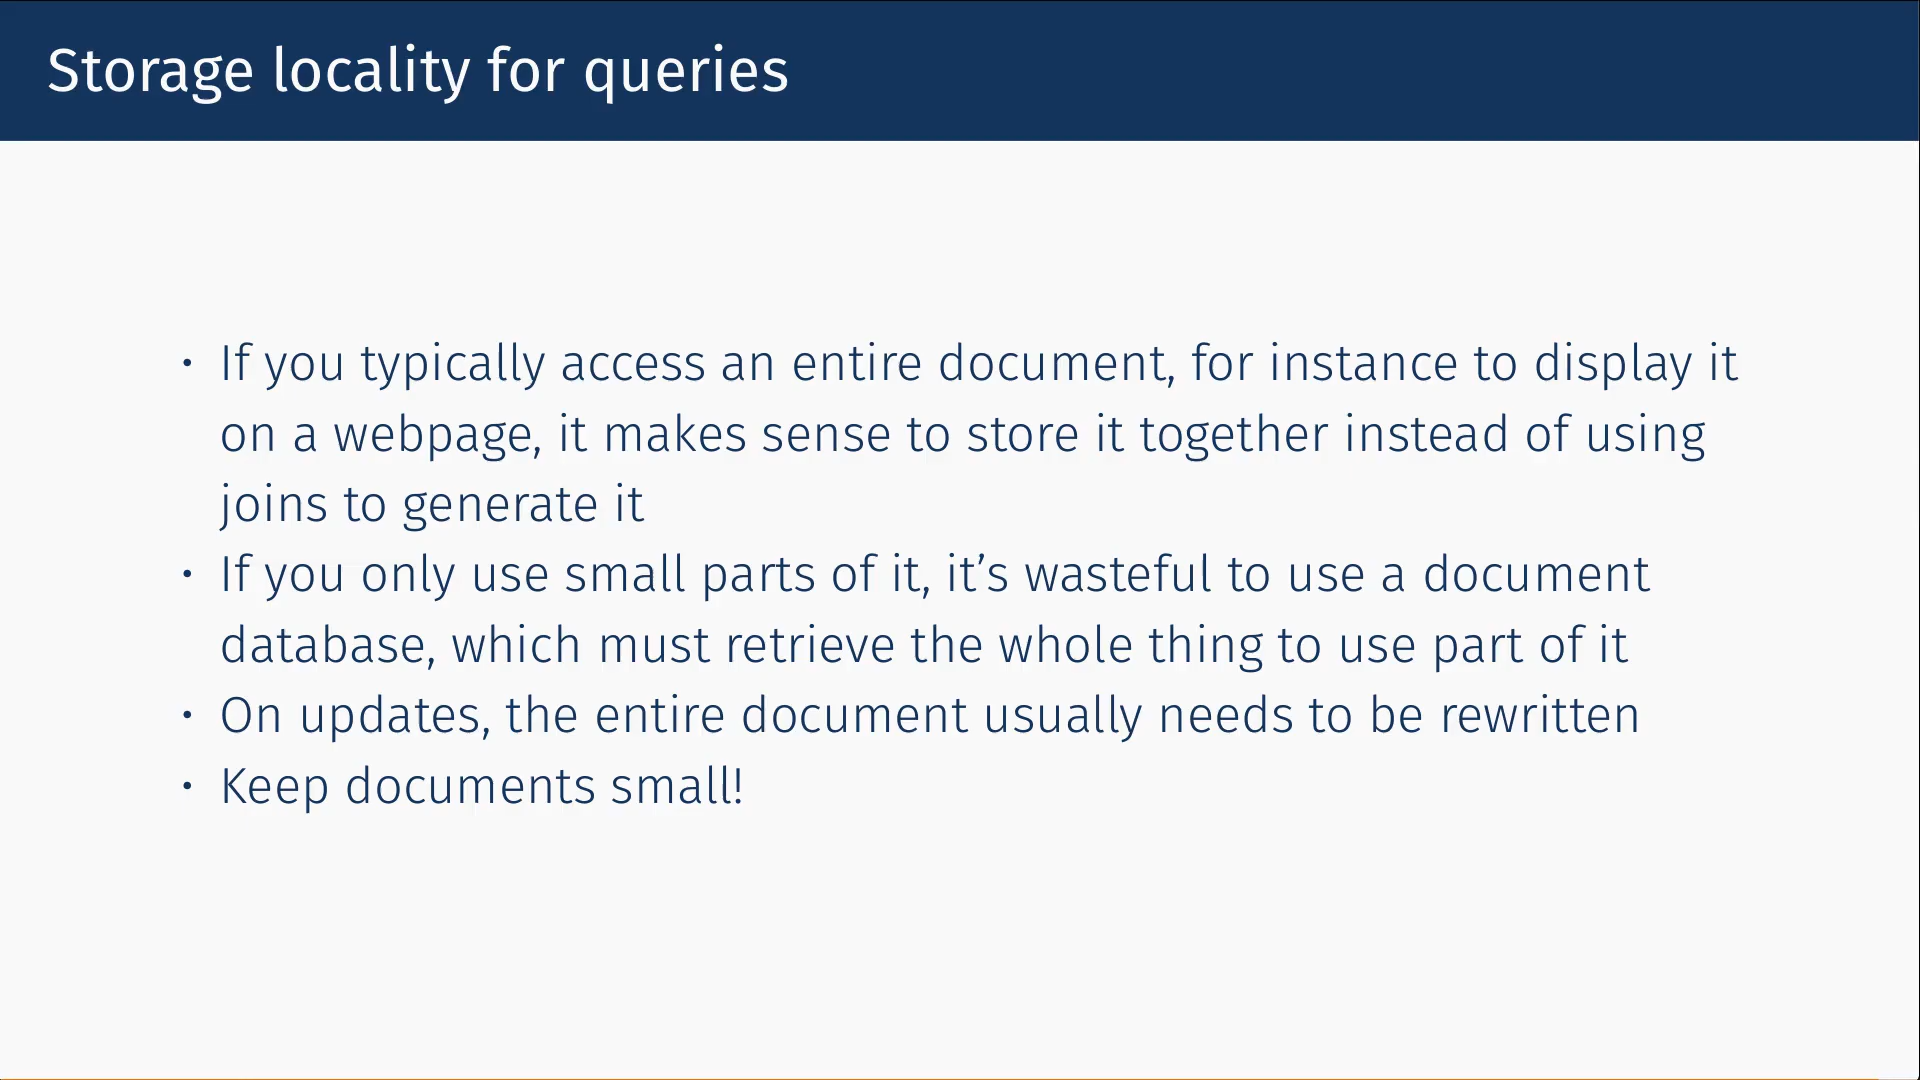 Storage locality for queries
• If you typically access an entire document, for instance to display it
on a webpage, it makes sense to store it together instead of using
joins to generate it
• If you only use small parts of it, it’s wasteful to use a document
database, which must retrieve the whole thing to use part of it
• On updates, the entire document usually needs to be rewritten
• Keep documents small!